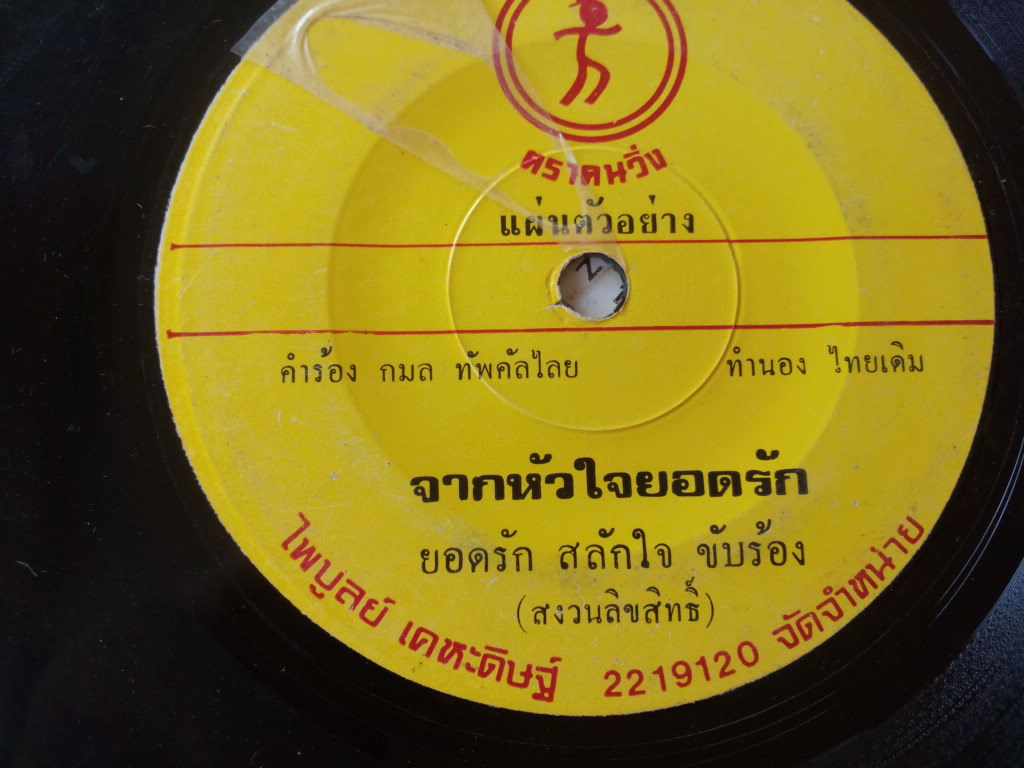 ตราคนวิ่ง
แผ่นตัวอย่าง
คำร้อง กมล ทัพคัลไลย ทำนอง ไทยเดิม
จากหัวใจยอดรัก
ยอดรัก สลักใจ ขับร้อง
(สงวนลิขสิทธิ์)
ไพบูลย์ เคหะดิษฐ์ 2219120 จัดจำหน่าย